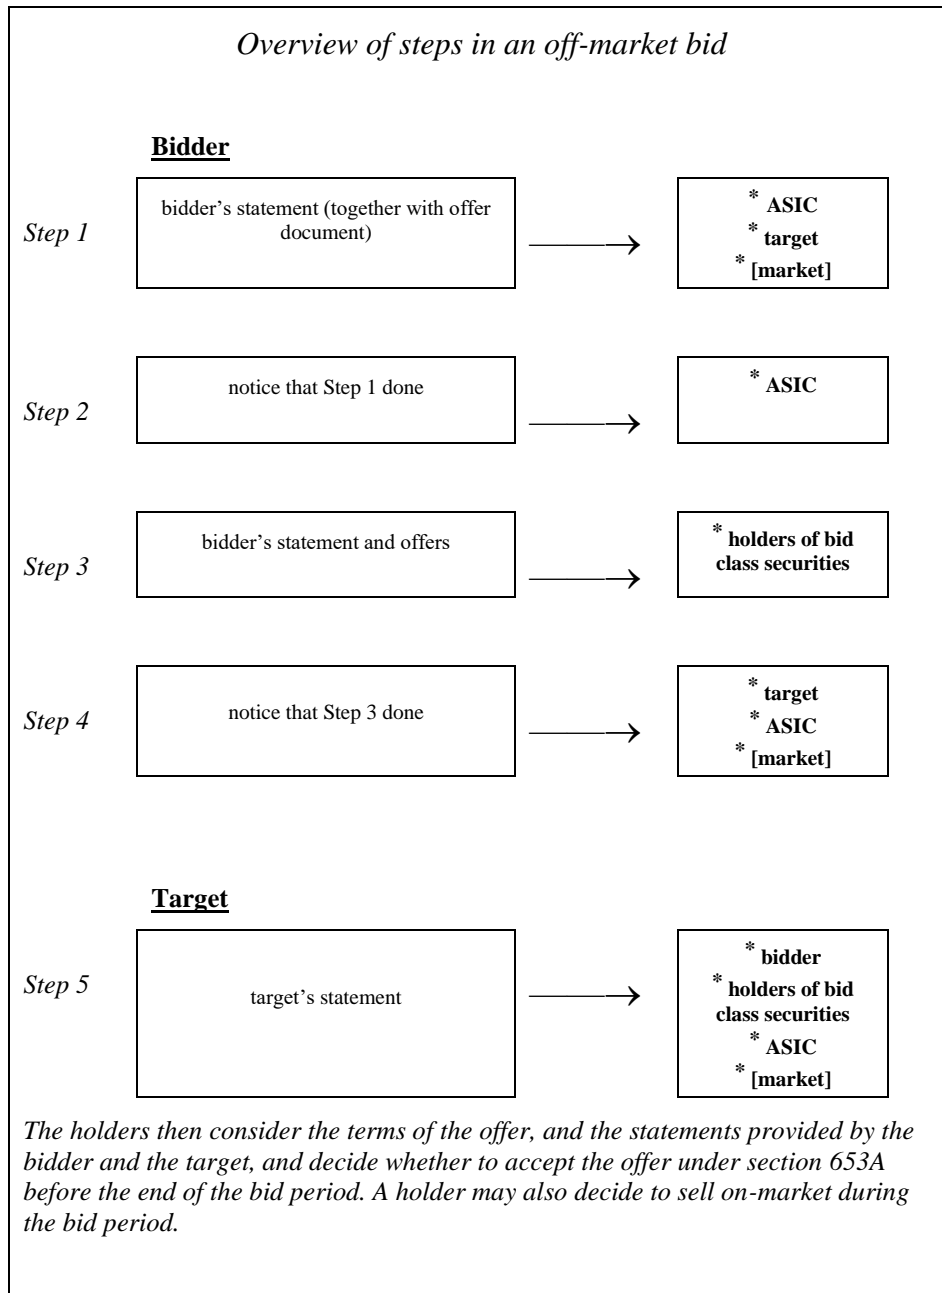 Overview of steps in an off-market bid
Bidder
Step 1
bidder's statement (together with offer
document)
* ASIC
* target
* [market]
Step 2
notice that Step 1 done
* ASIC
Step 3
bidder's statement and offers
* holders of bid
class securities
Step 4
notice that Step 3 done
* target
* ASIC
* [market]
Target
Step 5
target's statement
* bidder
* holders of bid
class securities
* ASIC
* [market]
The holders then consider the terms of the offer, and the statements provided by the
bidder and the target, and decide whether to accept the offer under section 653A
before the end of the bid period. A holder may also decide to sell on-market during
the bid period.